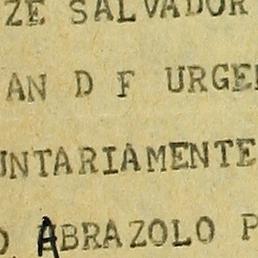 ZE SALVADOR
AN D F URGE
UNTARIAMENTE
O ABRAZOLO P